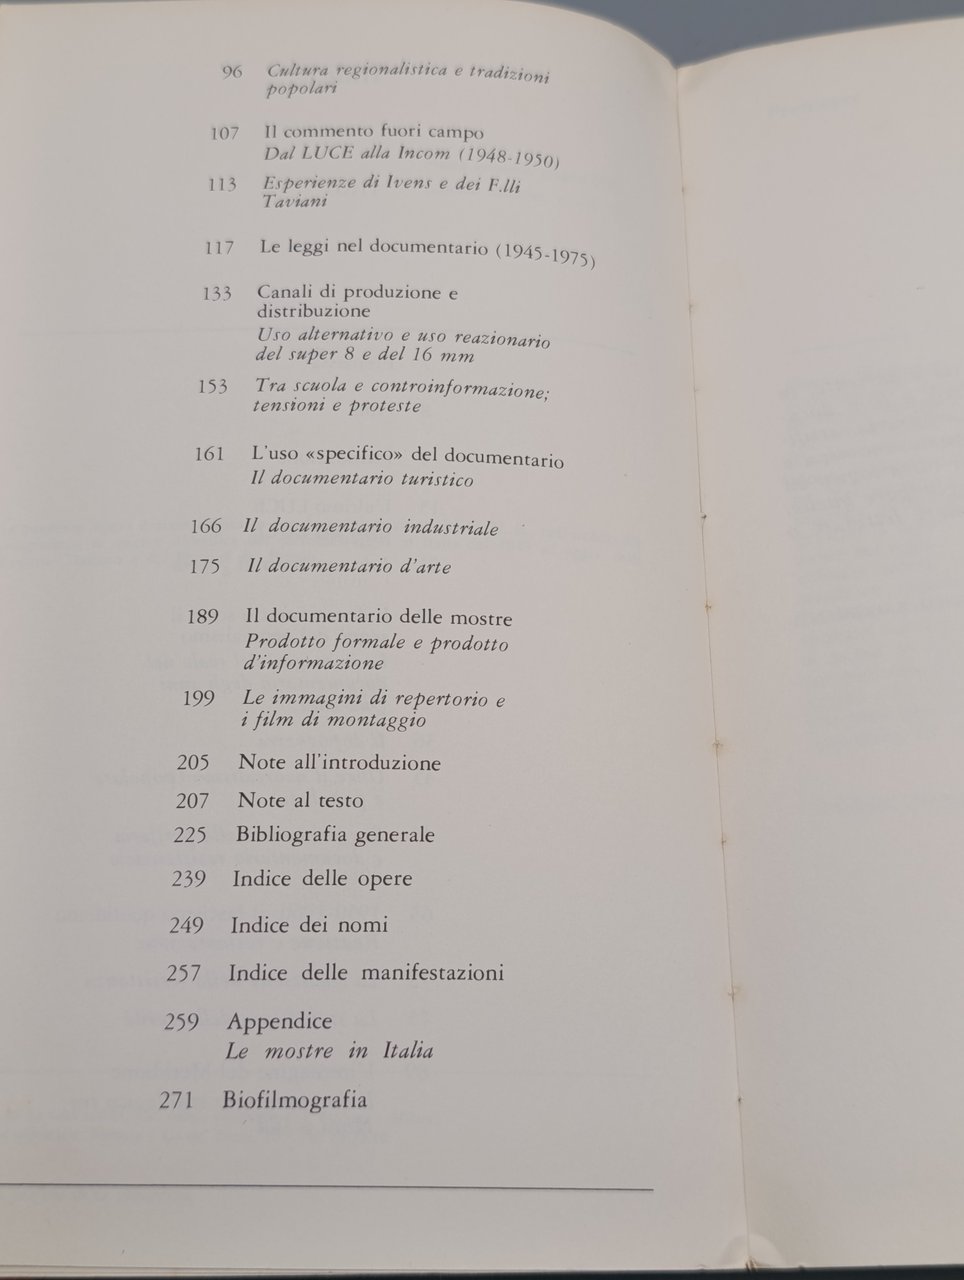 96 Cultura regionalistica e tradizioni
popolari
107 Il commento fuori campo
Dal LUCE alla Incom (1948-1950)
113 Esperienze di Ivens e dei F.lli
Taviani
117 Le leggi nel documentario (1945-1975)
133 Canali di produzione e
distribuzione
Uso alternativo e uso reazionario
del super 8 e del 16 mm
153 Tra scuola e controinformazione;
tensioni e proteste
161 L'uso «specifico» del documentario
Il documentario turistico
166 Il documentario industriale
175 Il documentario d'arte
189 Il documentario delle mostre
Prodotto formale e prodotto
d'informazione
199 Le immagini di repertorio e
i film di montaggio
205 Note all'introduzione
207 Note al testo
225 Bibliografia generale
239 Indice delle opere
249 Indice dei nomi
257 Indice delle manifestazioni
259 Appendice
Le mostre in Italia
271 Biofilmografia